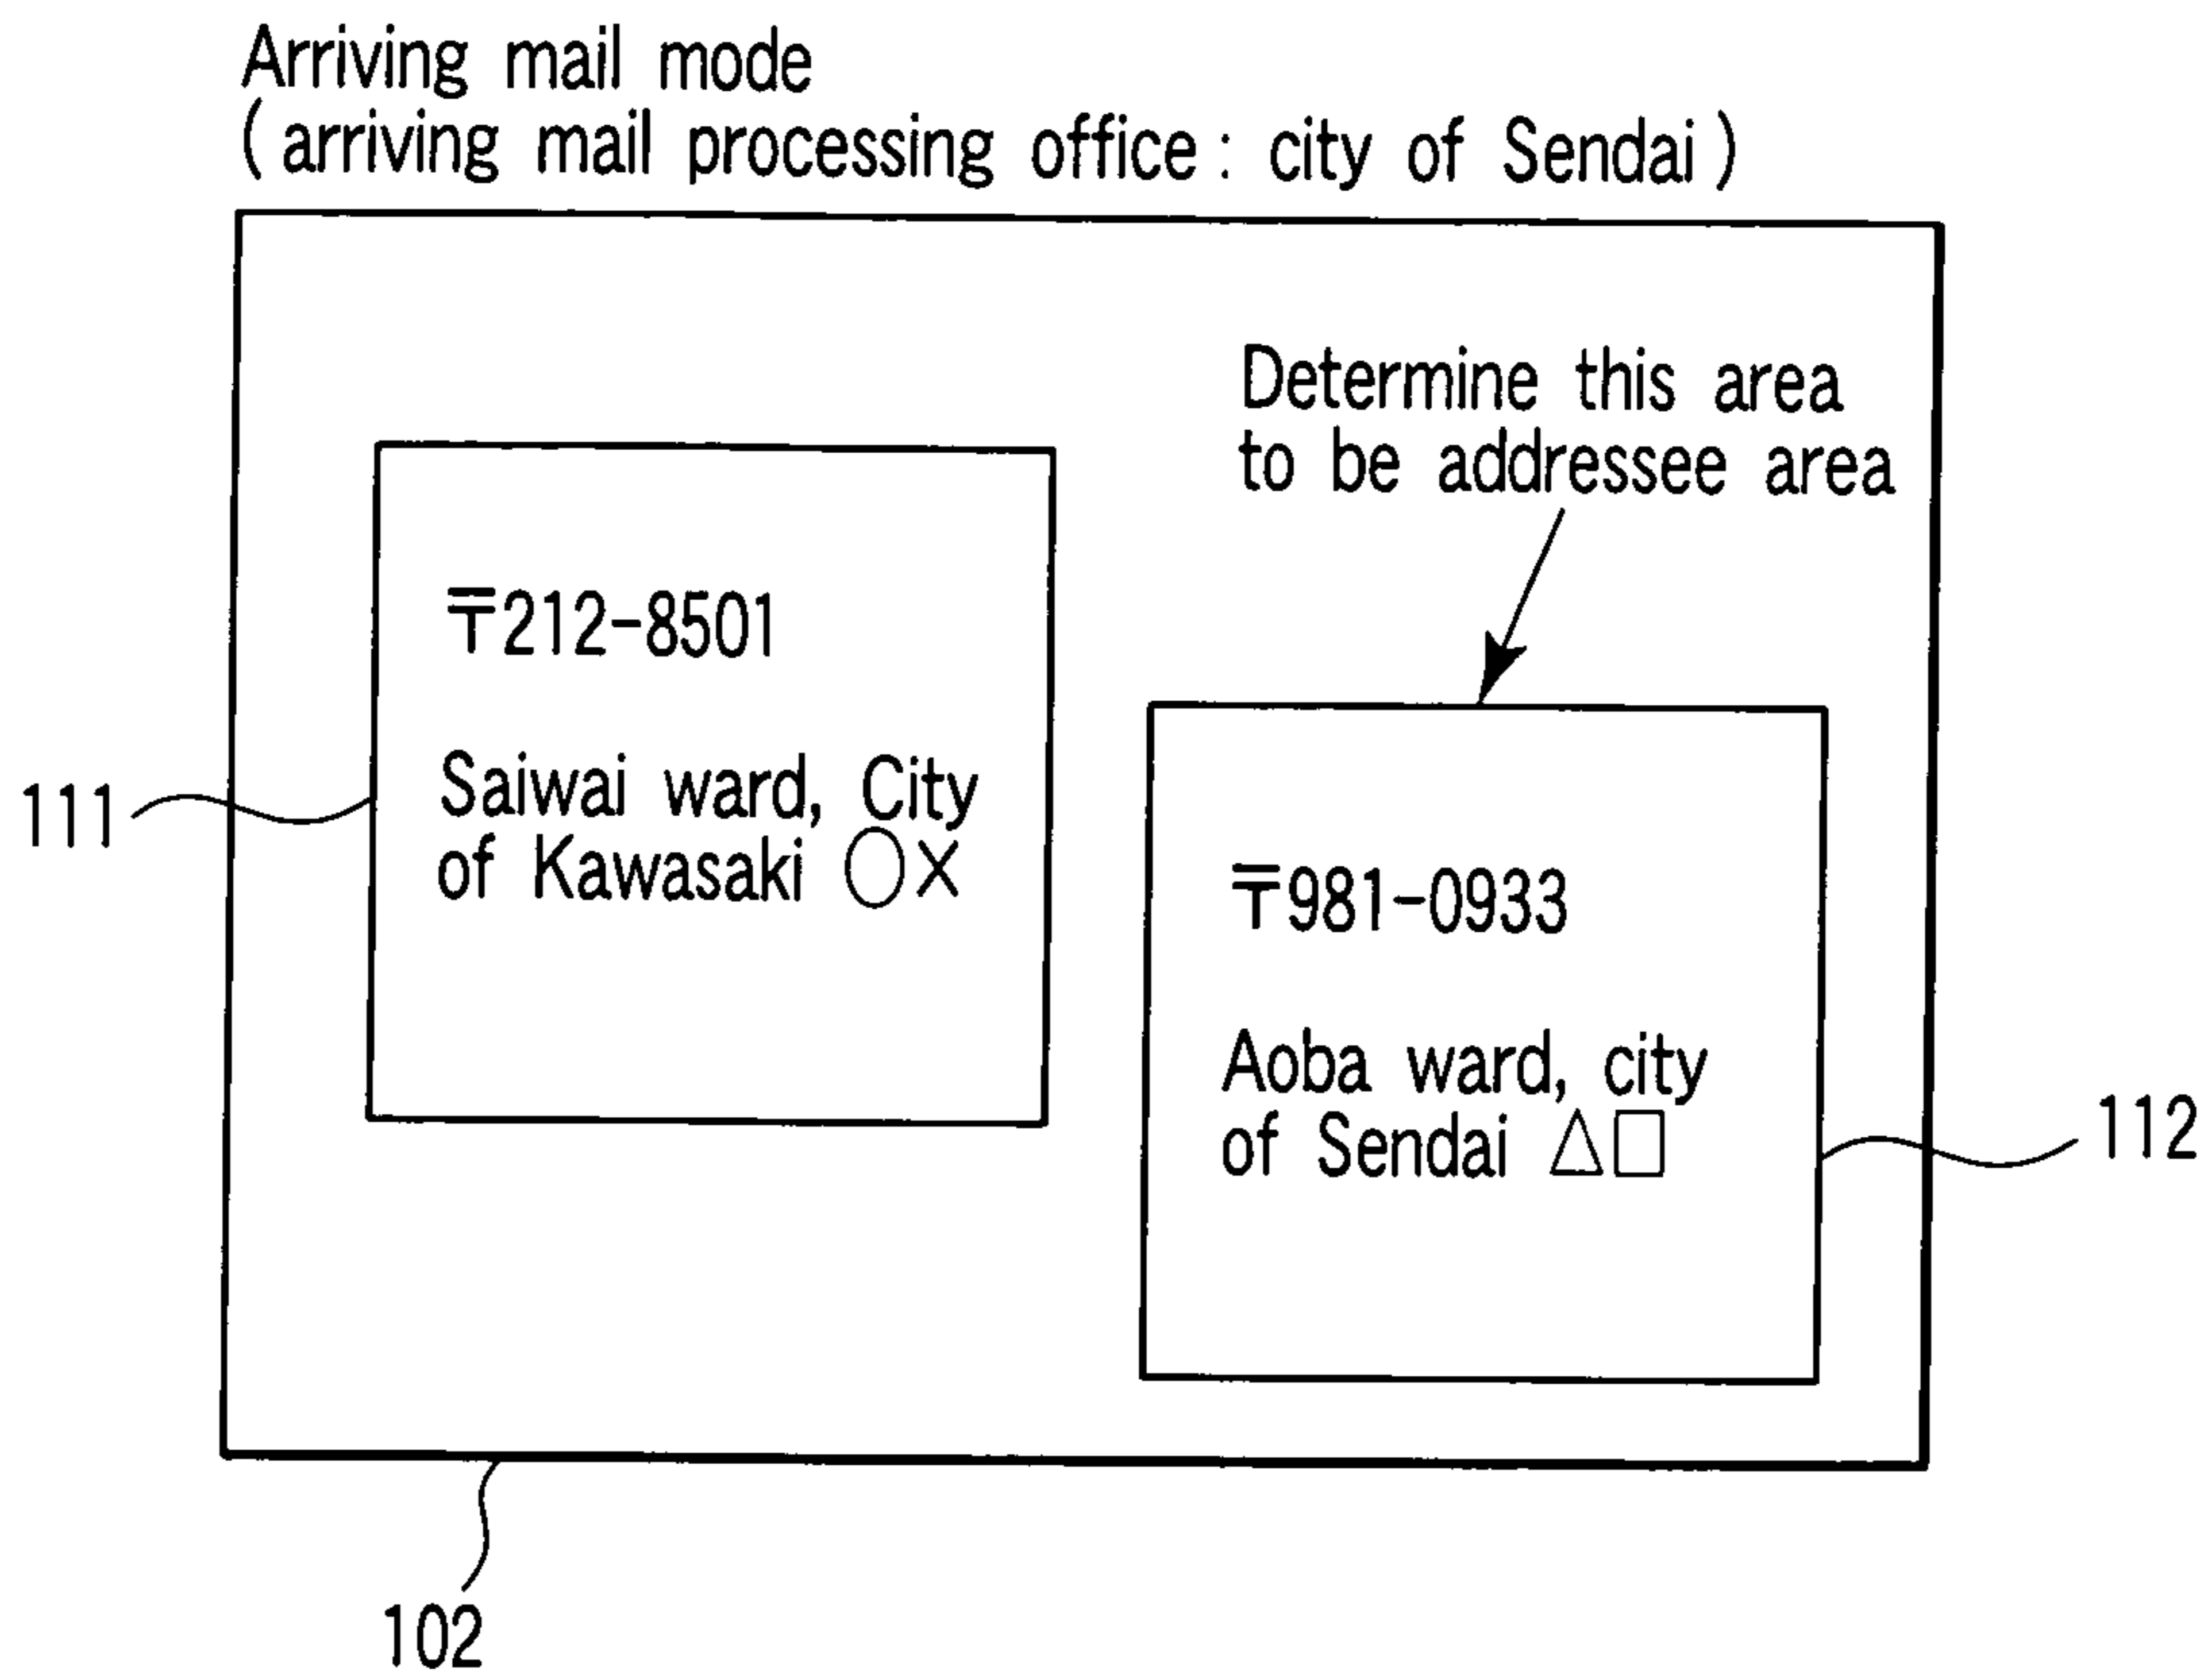 Arriving mail mode
(arriving mail processing office: city of Sendai)
Determine this area
to be addressee area
〒212-8501
Saiwai ward, City
of Kawasaki ○×
111
〒981-0933
Aoba ward, city
of Sendai △□
112
102